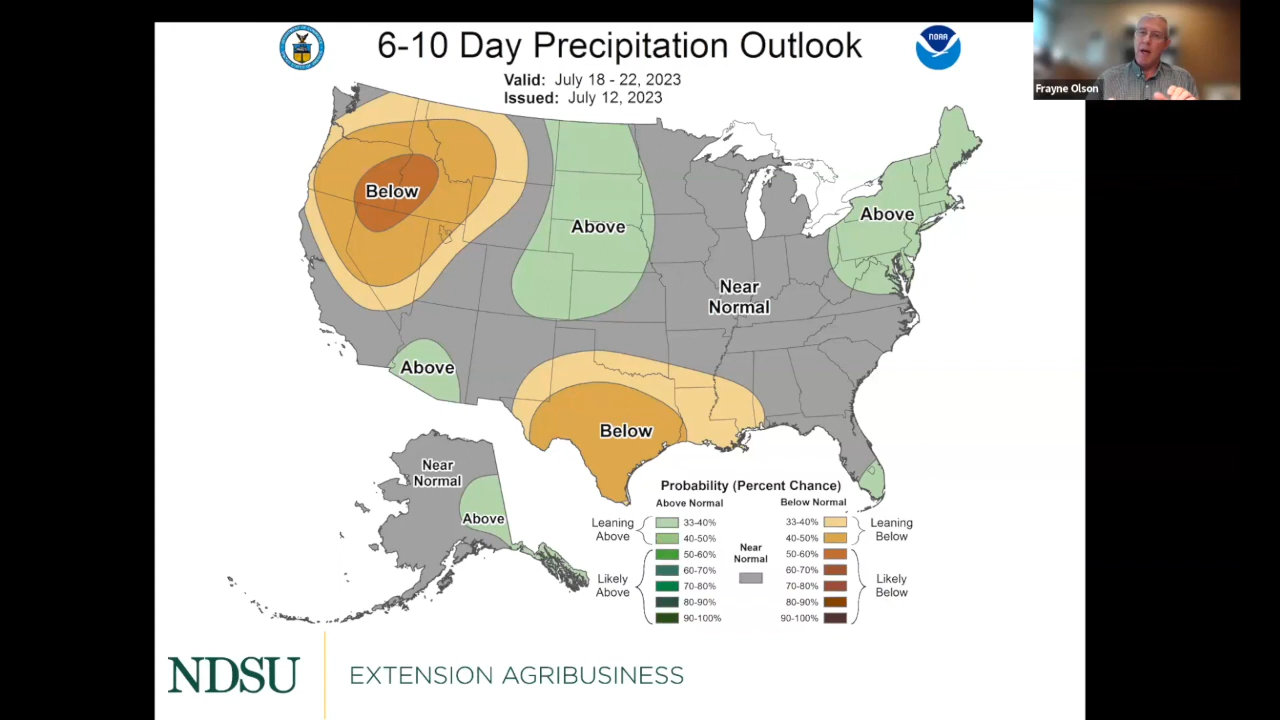 6-10 Day Precipitation Outlook
NOAA
Valid: July 18 - 22, 2023
Issued: July 12, 2023
Frayne Olson
Below
Above
Above
Near
Normal
Above
Below
Near
Normal
Above
Probability (Percent Chance)
Above Normal
Below Normal
Leaning
Above
33-40%
40-50%
Likely
Above
50-60%
60-70%
70-80%
80-90%
90-100%
Near
Normal
33-40%
40-50%
Leaning
Below
50-60%
60-70%
70-80%
80-90%
90-100%
Likely
Below
NDSU
EXTENSION AGRIBUSINESS